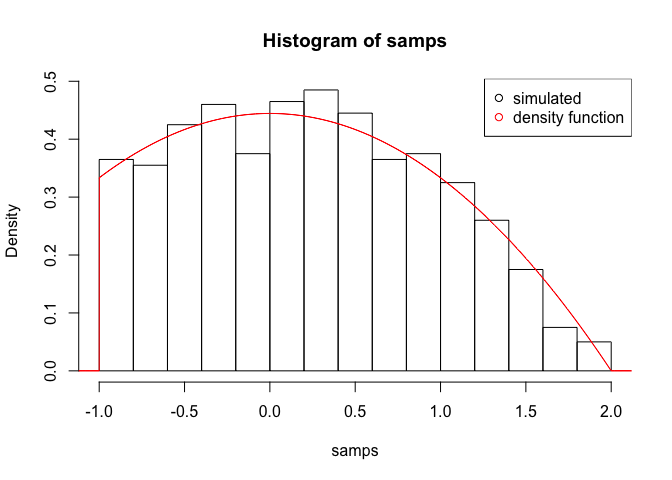 Histogram of samps
simulated
density function
Density
0.0 0.1 0.2 0.3 0.4 0.5
-1.0 -0.5 0.0 0.5 1.0 1.5 2.0
samps